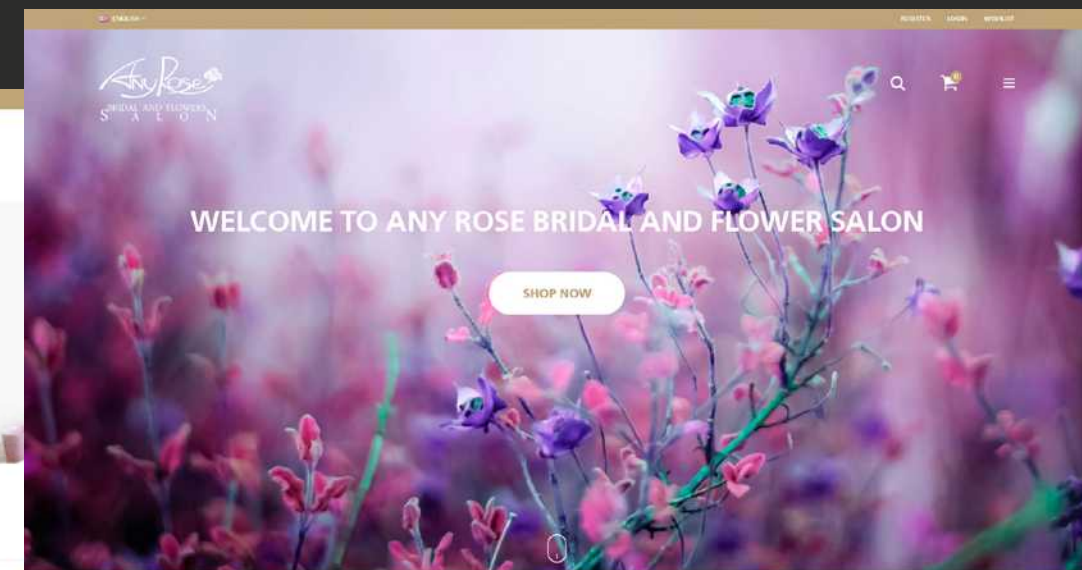 ENGLISH
REGISTER LOGIN WISHLIST
Any Rose
BRIDAL AND FLOWERS
SALON
0
WELCOME TO ANY ROSE BRIDAL AND FLOWER SALON
SHOP NOW